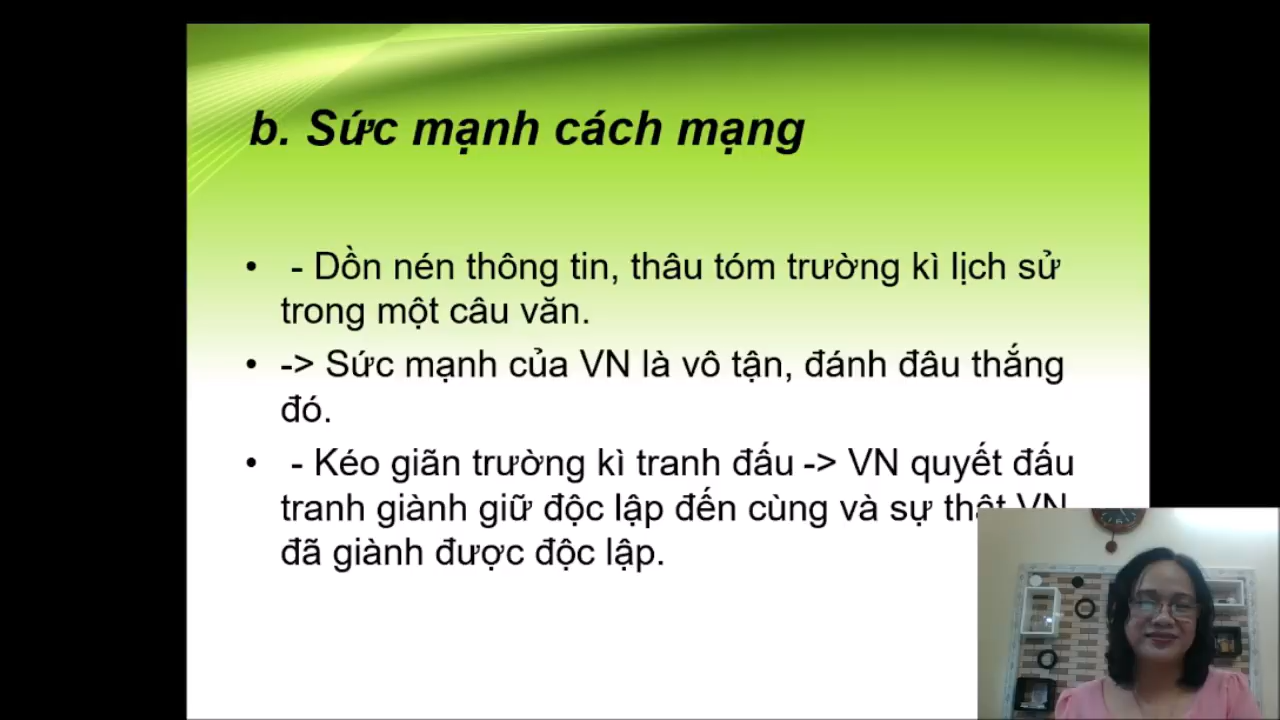 b. Sức mạnh cách mạng
• - Dồn nén thông tin, thâu tóm trường kì lịch sử
trong một câu văn.
• -> Sức mạnh của VN là vô tận, đánh đâu thắng
đó.
• - Kéo giãn trường kì tranh đấu -> VN quyết đấu
tranh giành giữ độc lập đến cùng và sự thật VN
đã giành được độc lập.